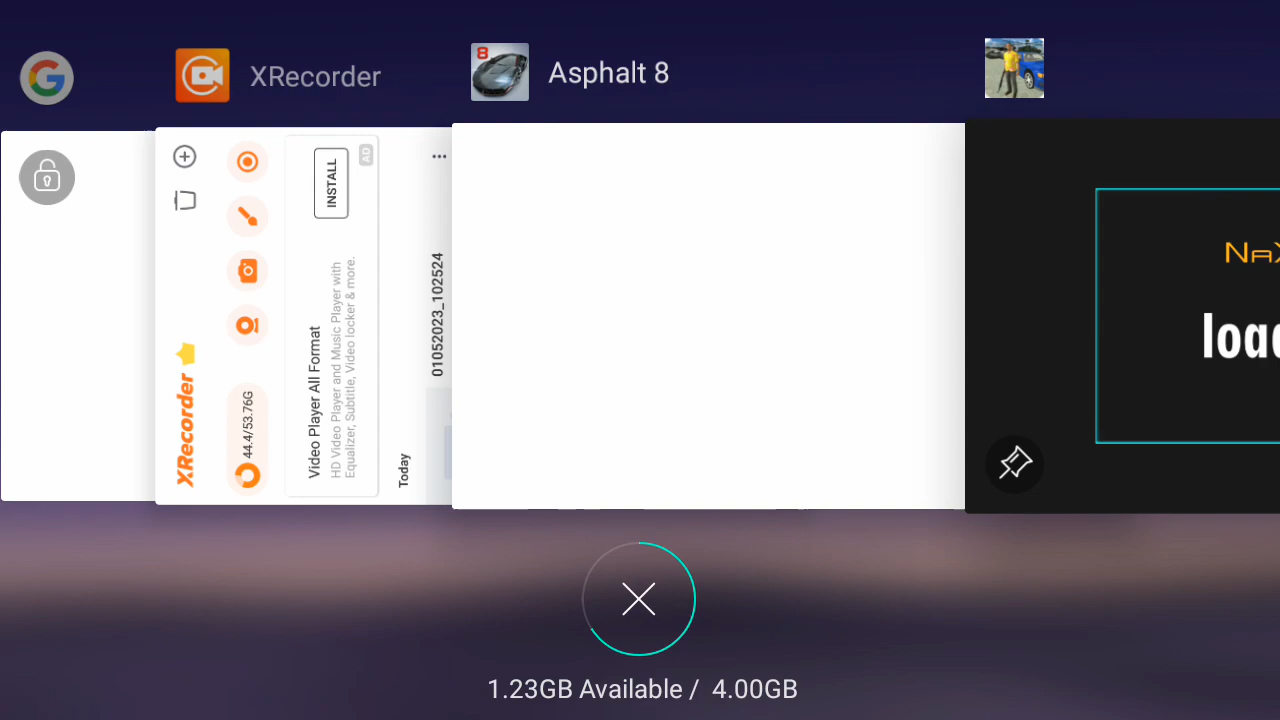 XRecorder
Asphalt 8
INSTALL
AD
Video Player All Format
HD Video Player and Music Player with
Equalizer, Subtitle, Video locker & more.
XRecorder
44.4/53.76G
Today
01052023_102524
1.23GB Available / 4.00GB